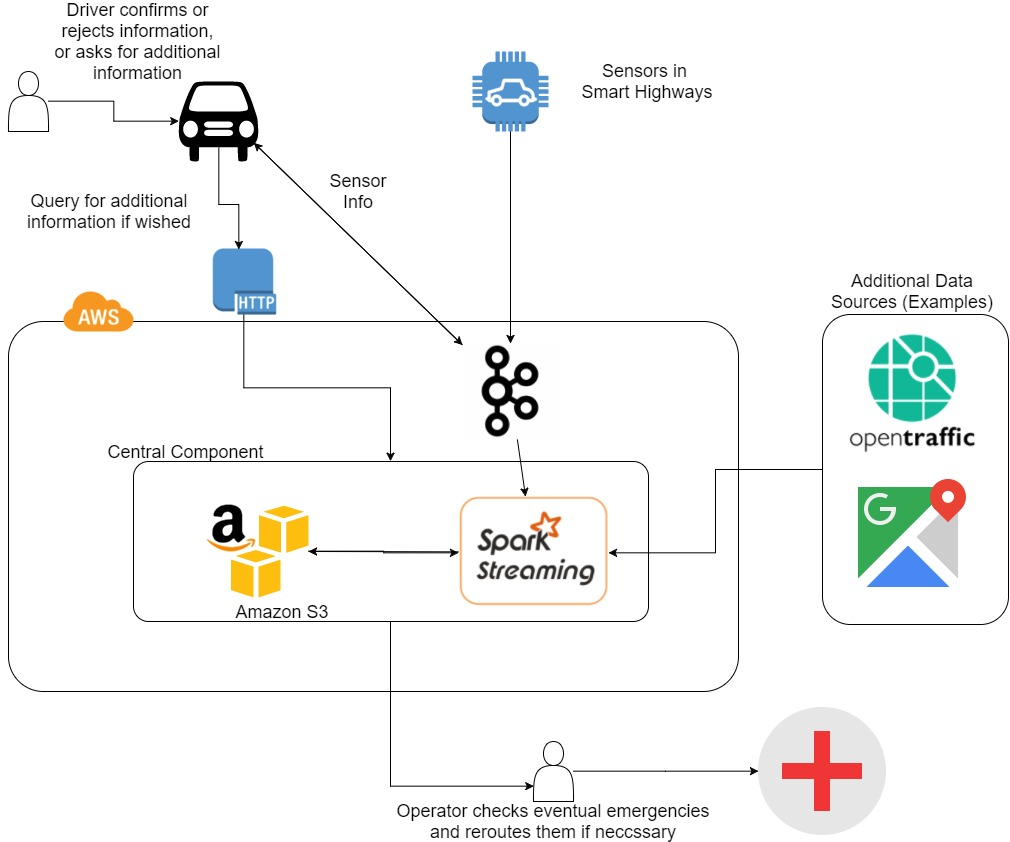 Driver confirms or
rejects information,
or asks for additional
information
Sensors in
Smart Highways
Sensor
Info
Query for additional
information if wished
HTTP
AWS
Additional Data
Sources (Examples)
opentraffic
G
Central Component
a
Spark
Streaming
Amazon S3
Operator checks eventual emergencies
and reroutes them if neccssary